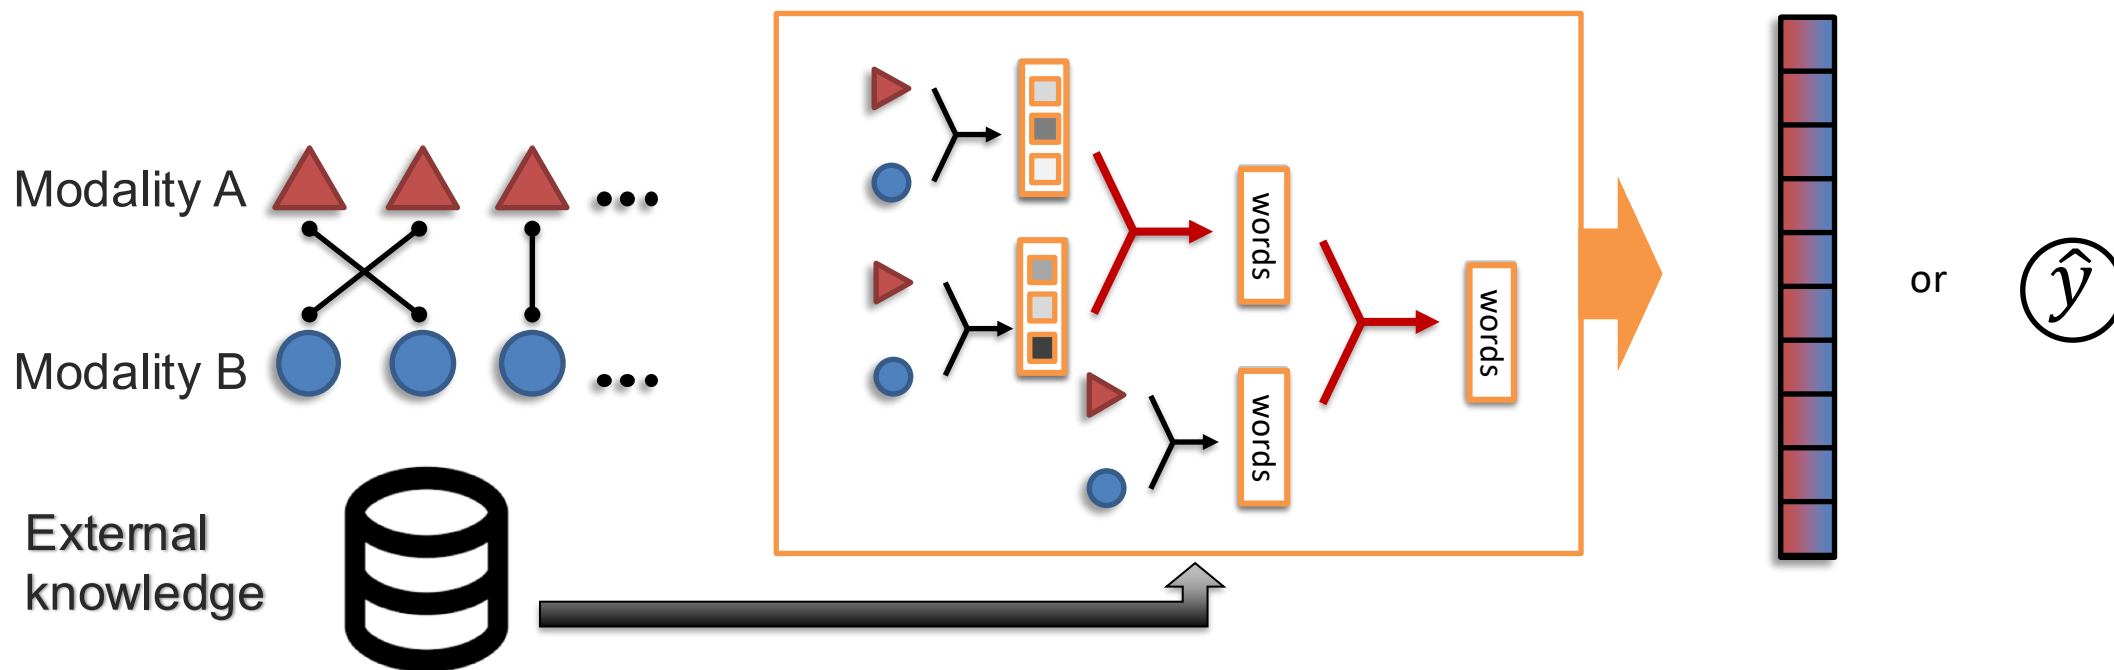 Modality A
Modality B
External
knowledge
words
words
words
or
ŷ